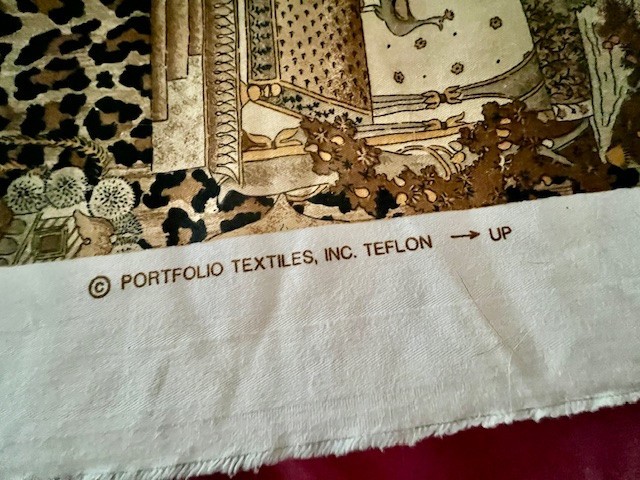 © PORTFOLIO TEXTILES, INC. TEFLON → UP